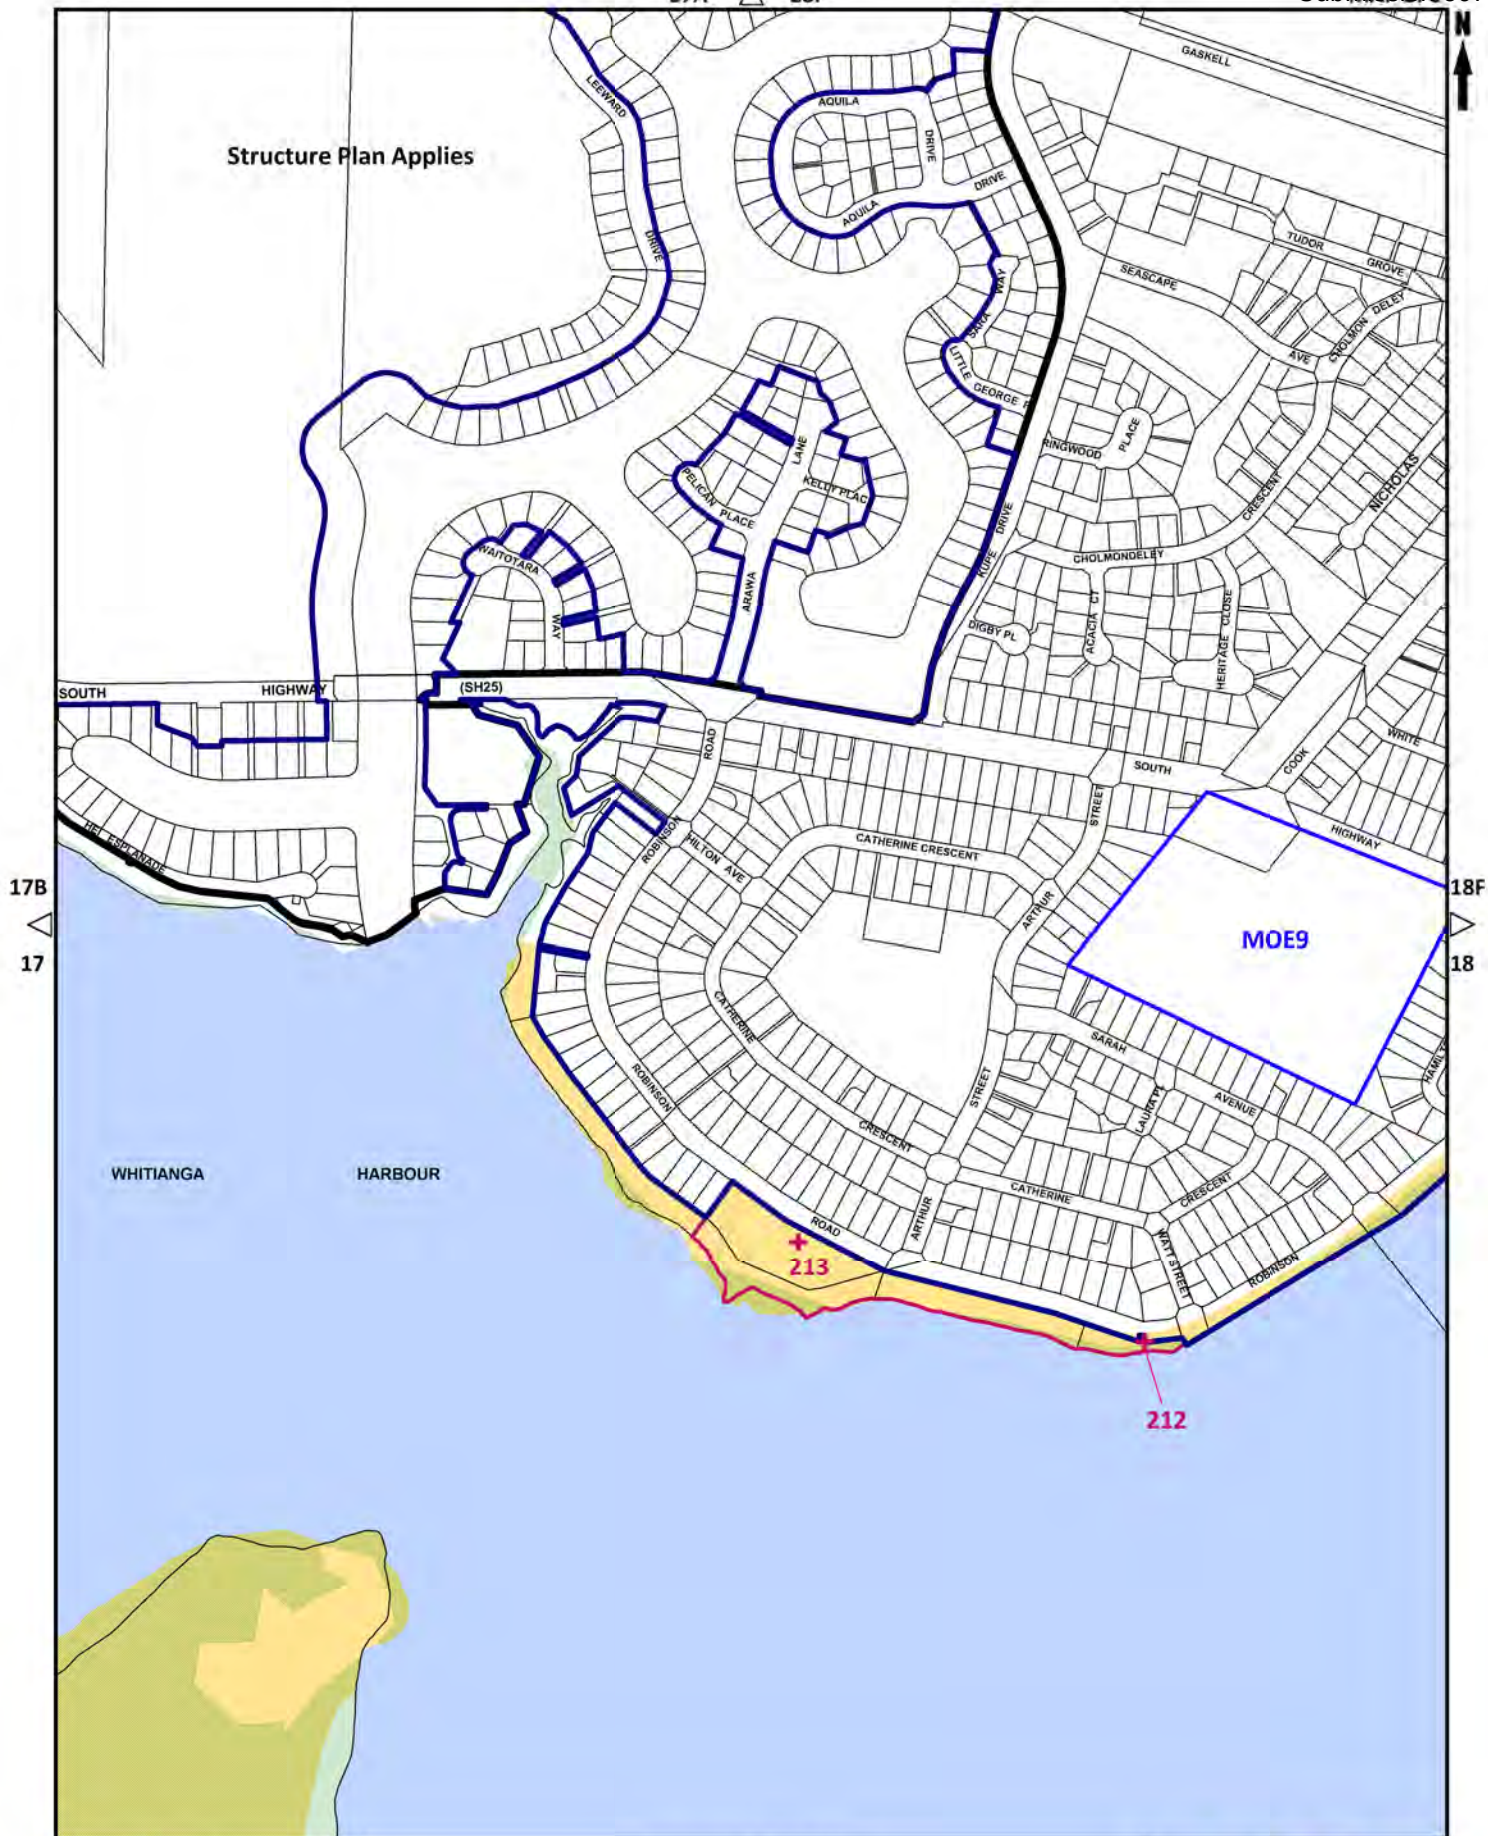 N
GASKELL
LEEWARD
AQUILA
Structure Plan Applies
DRIVE
DRIVE
AQUILA
TUDOR
GROVE
DRIVE
SEASCAPE
WAY
SARA
DELEY
CHOLMON
AVE
LITTLE
GEORGE
LANE
RINGWOOD
PLACE
PELICAN
PLACE
KELLY PLAC
NICHOLAS
CRESCENT
DRIVE
WAITOTARA
KUPE
CHOLMONDELEY
ARAWA
WAY
DIGBY PL
ACACIA CT
HERITAGE CLOSE
SOUTH
HIGHWAY
(SH25)
ROAD
WHITE
SOUTH
COOK
STREET
HIGHWAY
ROBINSON
HILTON AVE
CATHERINE CRESCENT
ESPLANADE
17B
18F
ARTHUR
MOE9
17
18
CATHERINE
SARAH
ROBINSON
STREET
LAURA PL
AVENUE
CRESCENT
WHITIANGA
HARBOUR
CATHERINE
CRESCENT
ARTHUR
ROAD
213
WATT STREET
ROBINSON
212